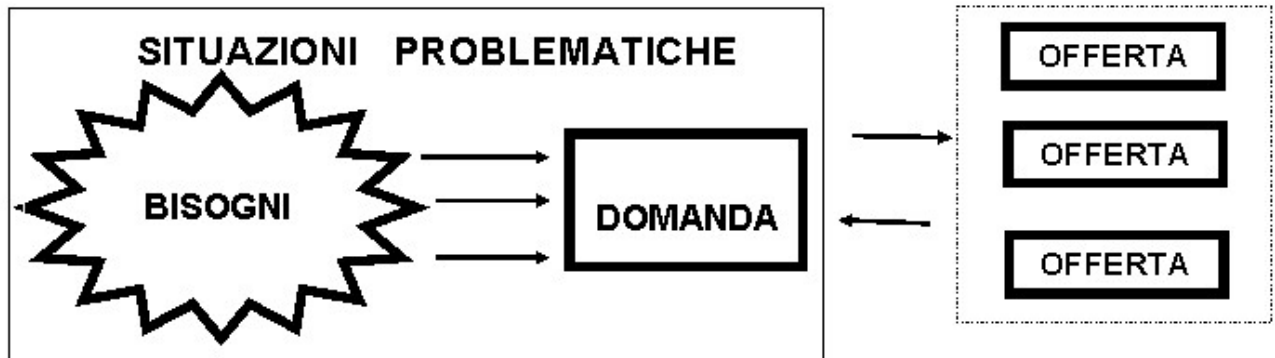 SITUAZIONI PROBLEMATICHE
BISOGNI
DOMANDA
OFFERTA
OFFERTA
OFFERTA